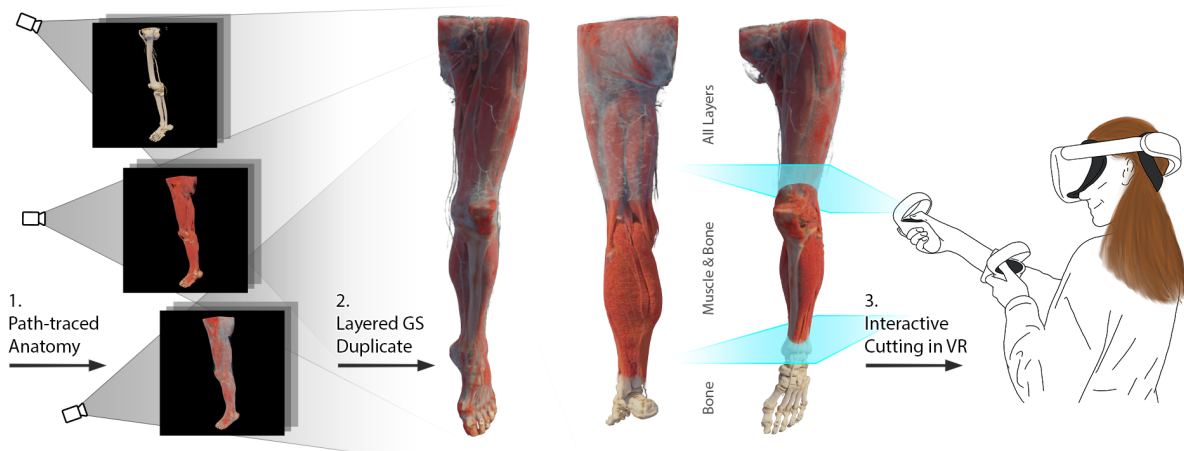 1.
Path-traced
Anatomy
2.
Layered GS
Duplicate
All Layers
Muscle & Bone
Bone
3.
Interactive
Cutting in VR